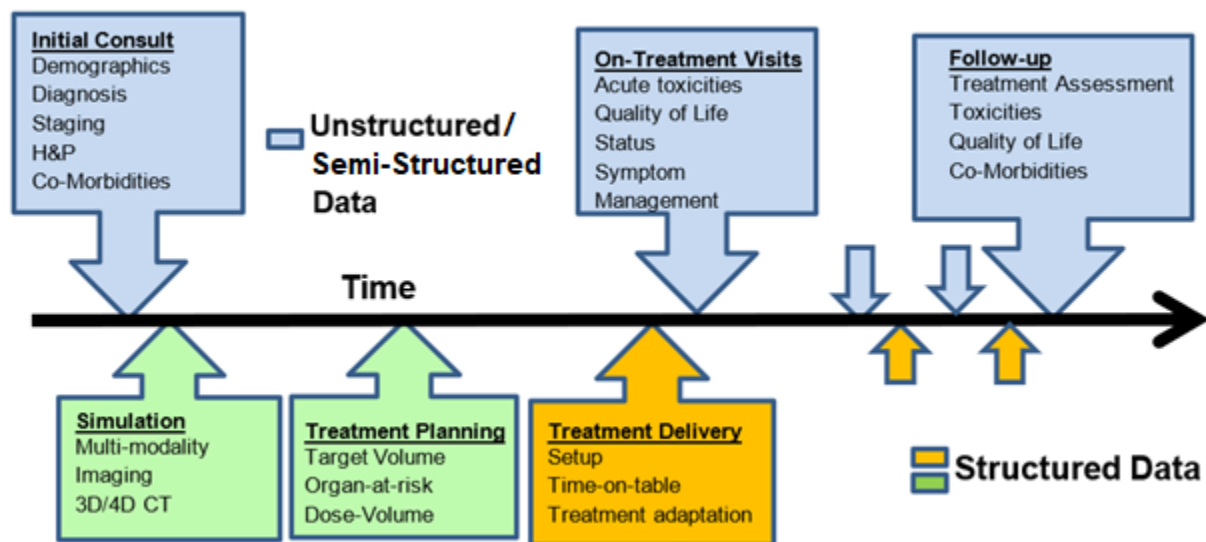 Initial Consult
Demographics
Diagnosis
Staging
H&P
Co-Morbidities
Unstructured/
Semi-Structured
Data
On-Treatment Visits
Acute toxicities
Quality of Life
Status
Symptom
Management
Follow-up
Treatment Assessment
Toxicities
Quality of Life
Co-Morbidities
Time
Simulation
Multi-modality
Imaging
3D/4D CT
Treatment Planning
Target Volume
Organ-at-risk
Dose-Volume
Treatment Delivery
Setup
Time-on-table
Treatment adaptation
Structured Data